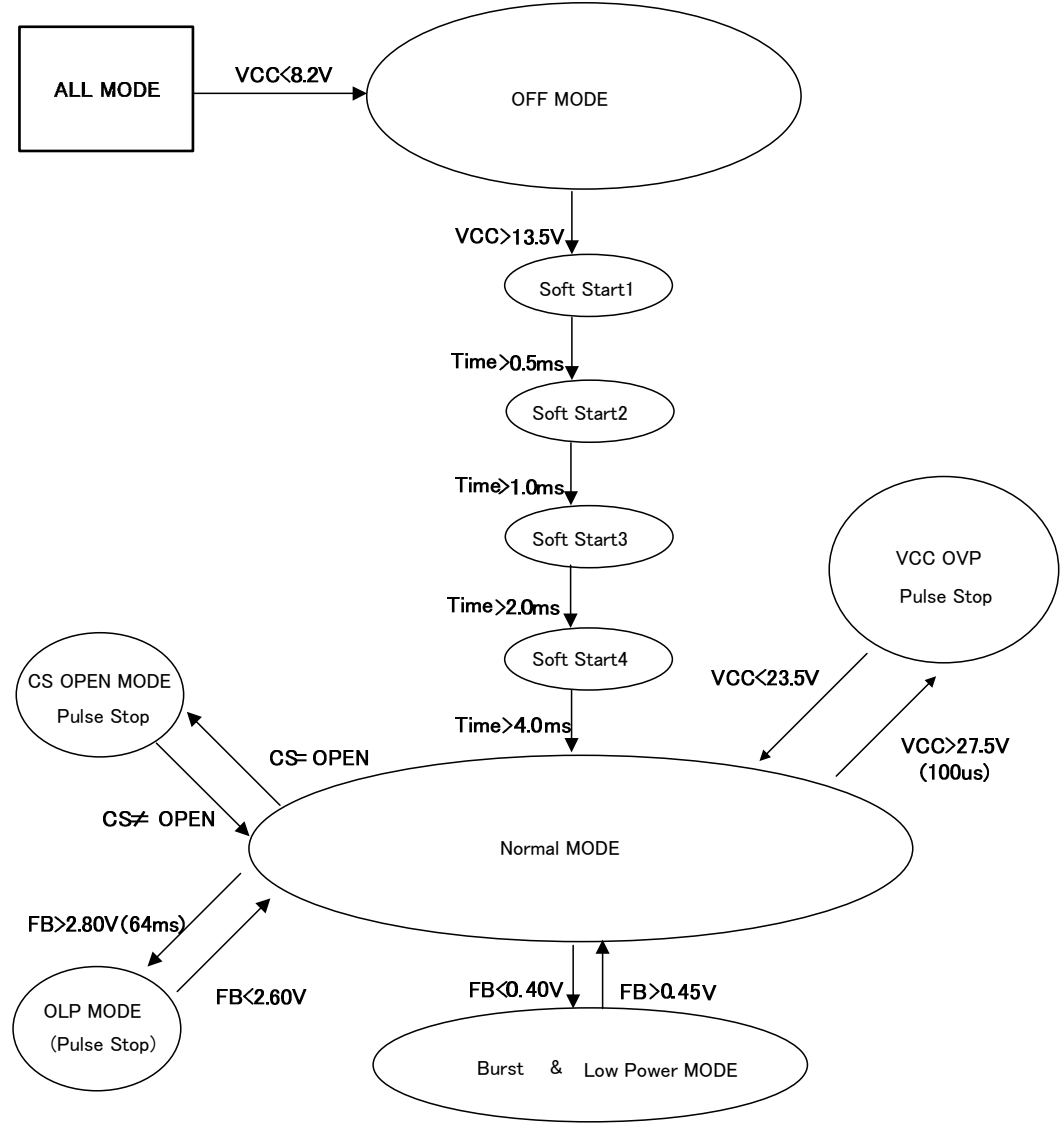 ALL MODE
VCC<8.2V
OFF MODE
VCC>13.5V
Soft Start1
Time>0.5ms
Soft Start2
Time>1.0ms
Soft Start3
Time>2.0ms
Soft Start4
Time>4.0ms
VCC OVP
Pulse Stop
VCC<23.5V
VCC>27.5V
(100us)
CS OPEN MODE
Pulse Stop
CS= OPEN
CS≠ OPEN
Normal MODE
FB>2.80V(64ms)
FB<2.60V
OLP MODE
(Pulse Stop)
FB<0.40V
FB>0.45V
Burst & Low Power MODE